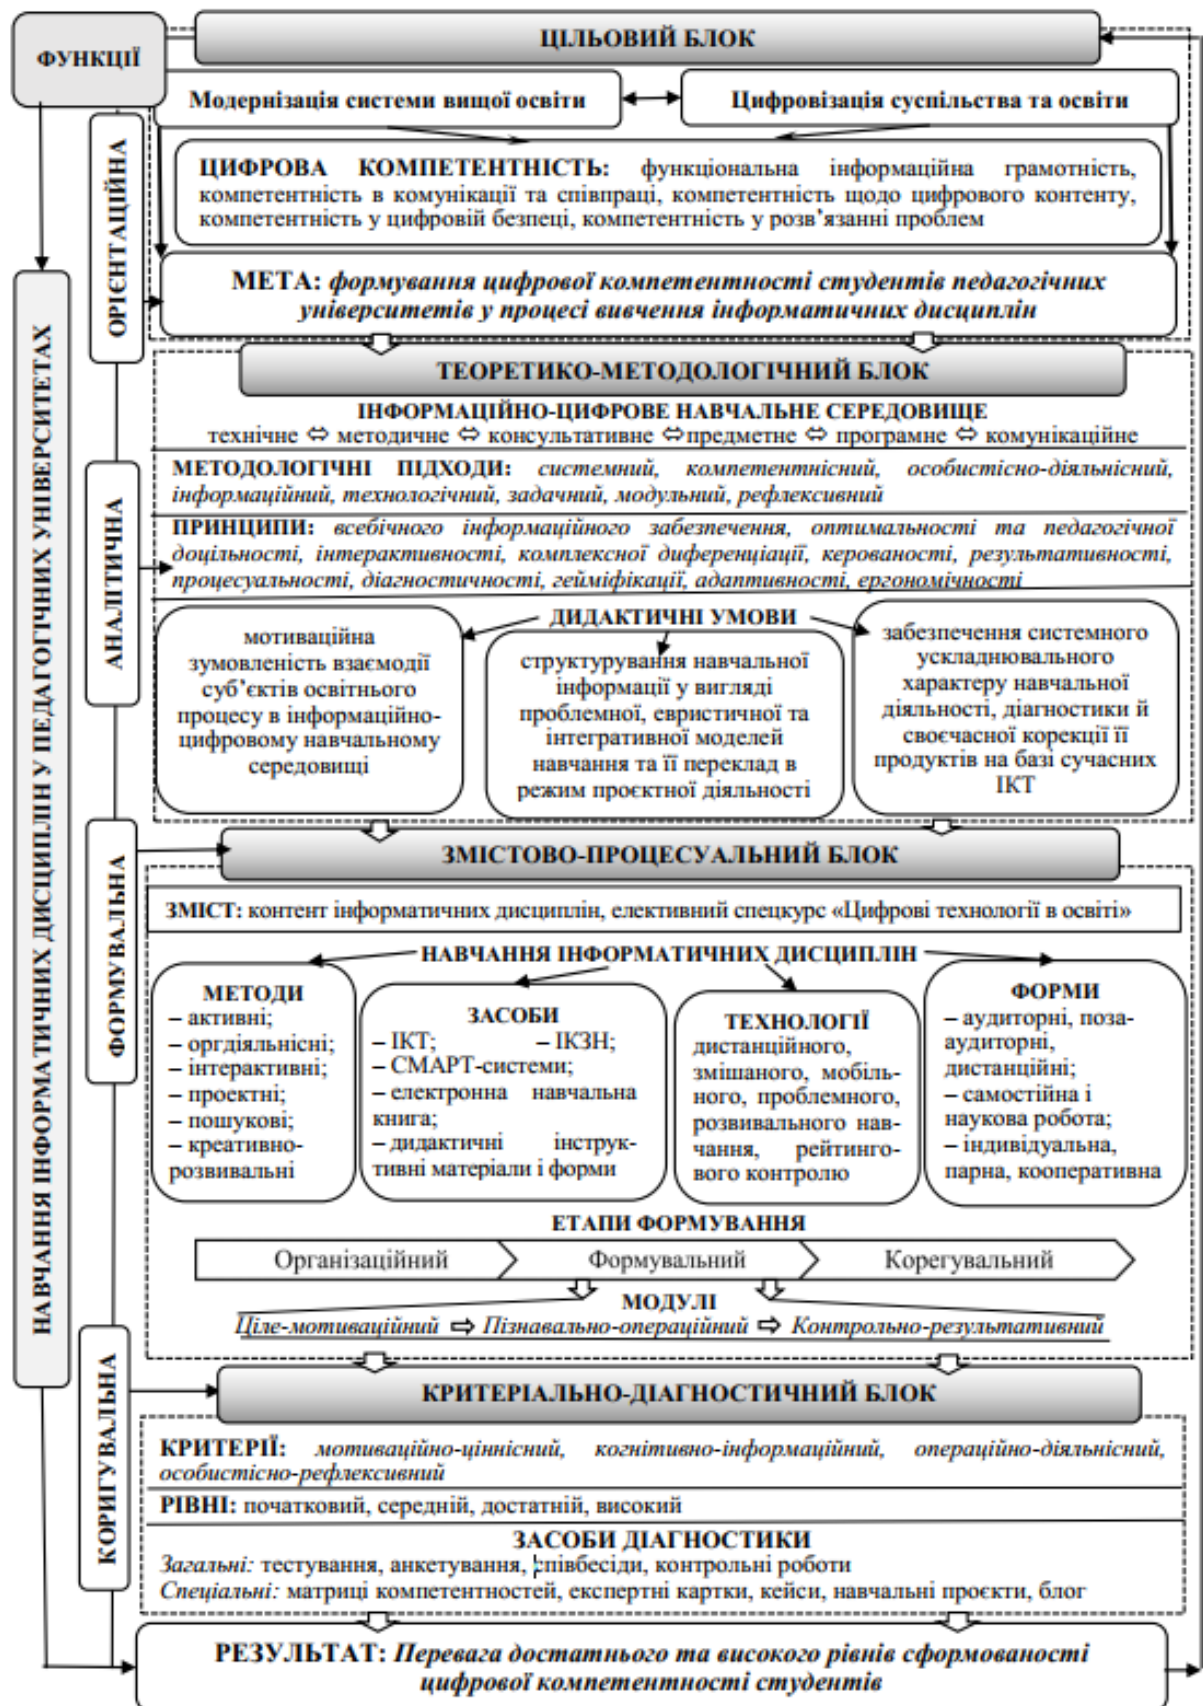 ФУНКЦІЇ
ЦІЛЬОВИЙ БЛОК
Модернізація системи вищої освіти
Цифровізація суспільства та освіти
ЦИФРОВА КОМПЕТЕНТНІСТЬ: функціональна інформаційна грамотність,
компетентність в комунікації та співпраці, компетентність щодо цифрового контенту,
компетентність у цифровій безпеці, компетентність у розв’язанні проблем
МЕТА: формування цифрової компетентності студентів педагогічних
університетів у процесі вивчення інформатичних дисциплін
ОРІЄНТАЦІЙНА
НАВЧАННЯ ІНФОРМАТИЧНИХ ДИСЦИПЛІН У ПЕДАГОГІЧНИХ УНІВЕРСИТЕТАХ
ТЕОРЕТИКО-МЕТОДОЛОГІЧНИЙ БЛОК
ІНФОРМАЦІЙНО-ЦИФРОВЕ НАВЧАЛЬНЕ СЕРЕДОВИЩЕ
технічне ⇔ методичне ⇔ консультативне ⇔предметне ⇔ програмне ⇔ комунікаційне
МЕТОДОЛОГІЧНІ ПІДХОДИ: системний, компетентнісний, особистісно-діяльнісний,
інформаційний, технологічний, задачний, модульний, рефлексивний
ПРИНЦИПИ: всебічного інформаційного забезпечення, оптимальності та педагогічної
доцільності, інтерактивності, комплексної диференціації, керованості, результативності,
процесуальності, діагностичності, гейміфікації, адаптивності, ергономічності
АНАЛІТИЧНА
ДИДАКТИЧНІ УМОВИ
мотиваційна
зумовленість взаємодії
суб’єктів освітнього
процесу в інформаційно-
цифровому навчальному
середовищі
структурування навчальної
інформації у вигляді
проблемної, евристичної та
інтегративної моделей
навчання та її переклад в
режим проєктної діяльності
забезпечення системного
ускладнювального
характеру навчальної
діяльності, діагностики й
своєчасної корекції її
продуктів на базі сучасних
ІКТ
ФОРМУВАЛЬНА
ЗМІСТОВО-ПРОЦЕСУАЛЬНИЙ БЛОК
ЗМІСТ: контент інформатичних дисциплін, елективний спецкурс «Цифрові технології в освіті»
НАВЧАННЯ ІНФОРМАТИЧНИХ ДИСЦИПЛІН
МЕТОДИ
– активні;
– оргдіяльнісні;
– інтерактивні;
– проектні;
– пошукові;
– креативно-
розвивальні
ЗАСОБИ
– ІКТ; – ІКЗН;
– СМАРТ-системи;
– електронна навчальна
книга;
– дидактичні інструк-
тивні матеріали і форми
ТЕХНОЛОГІЇ
дистанційного,
змішаного, мобіль-
ного, проблемного,
розвивального нав-
чання, рейтинго-
вого контролю
ФОРМИ
– аудиторні, поза-
аудиторні,
дистанційні;
– самостійна і
наукова робота;
– індивідуальна,
парна, кооперативна
ЕТАПИ ФОРМУВАННЯ
Організаційний
Формувальний
Корегувальний
МОДУЛІ
Ціле-мотиваційний ⇨ Пізнавально-операційний ⇨ Контрольно-результативний
КОРИГУВАЛЬНА
КРИТЕРІАЛЬНО-ДІАГНОСТИЧНИЙ БЛОК
КРИТЕРІЇ: мотиваційно-ціннісний, когнітивно-інформаційний, операційно-діяльнісний,
особистісно-рефлексивний
РІВНІ: початковий, середній, достатній, високий
ЗАСОБИ ДІАГНОСТИКИ
Загальні: тестування, анкетування, співбесіди, контрольні роботи
Спеціальні: матриці компетентностей, експертні картки, кейси, навчальні проєкти, блог
РЕЗУЛЬТАТ: Перевага достатнього та високого рівнів сформованості
цифрової компетентності студентів